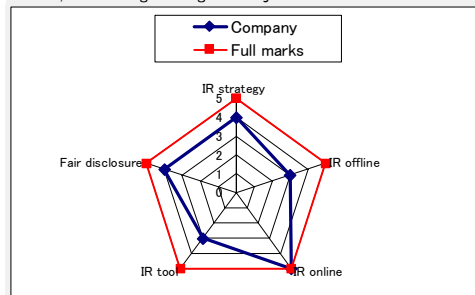 Company
Full marks
IR strategy
5
4
3
2
1
0
Fair disclosure
IR offline
IR tool
IR online